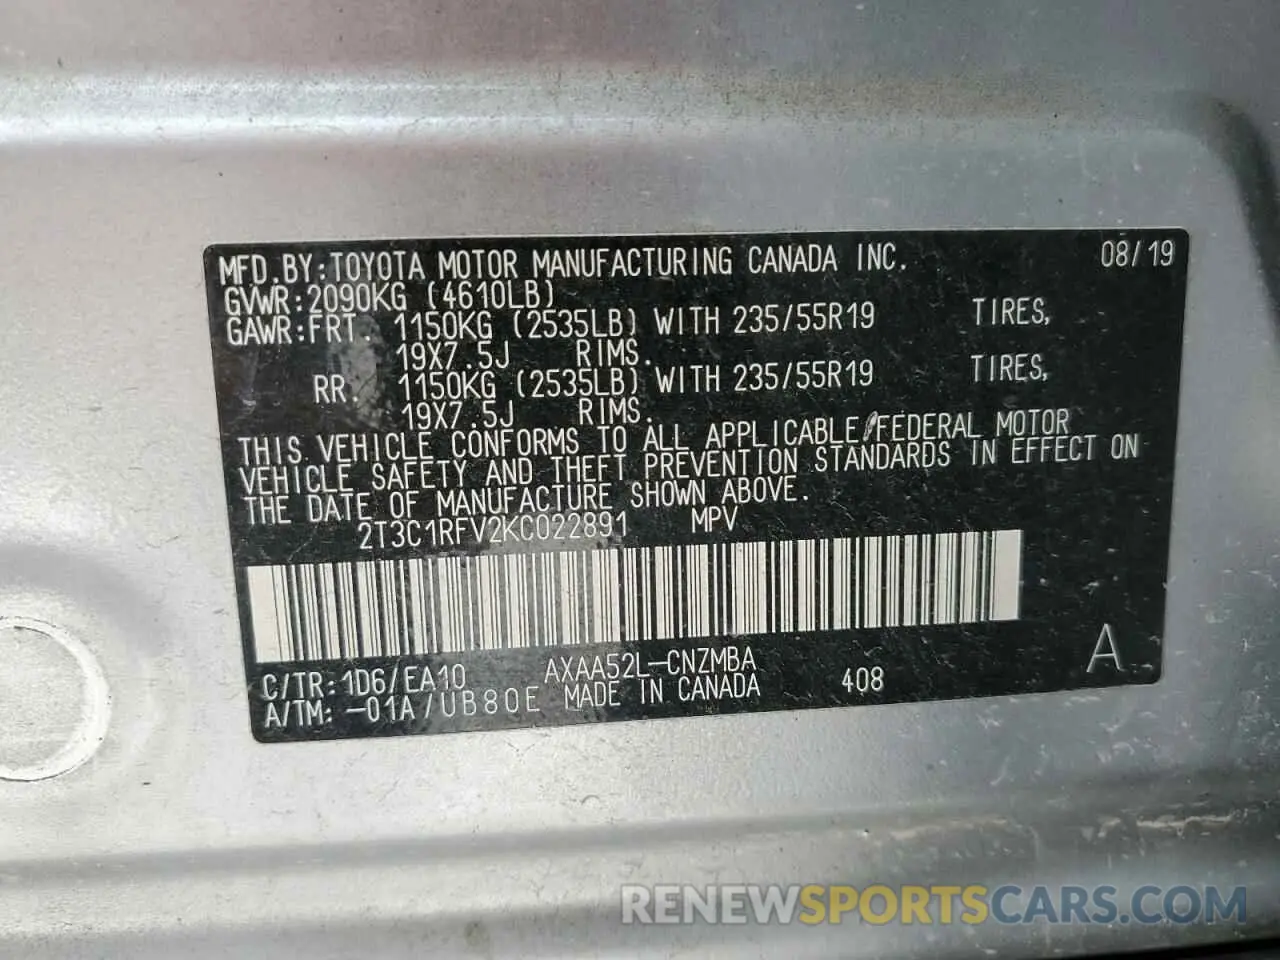 MFD.BY:TOYOTA MOTOR MANUFACTURING CANADA INC. 08/19
GVWR:2090KG (4610LB)
GAWR:FRT. 1150KG (2535LB) WITH 235/55R19 TIRES,
19X7.5J RIMS.
RR. 1150KG (2535LB) WITH 235/55R19 TIRES,
19X7.5J RIMS.
THIS VEHICLE CONFORMS TO ALL APPLICABLE FEDERAL MOTOR
VEHICLE SAFETY AND THEFT PREVENTION STANDARDS IN EFFECT ON
THE DATE OF MANUFACTURE SHOWN ABOVE.
2T3C1RFV2KC022891 MPV
A
C/TR:1D6/EA10 AXAA52L-CNZMBA
A/TM:-01A/UB80E MADE IN CANADA 408
RENEWSPORTSCARS.COM